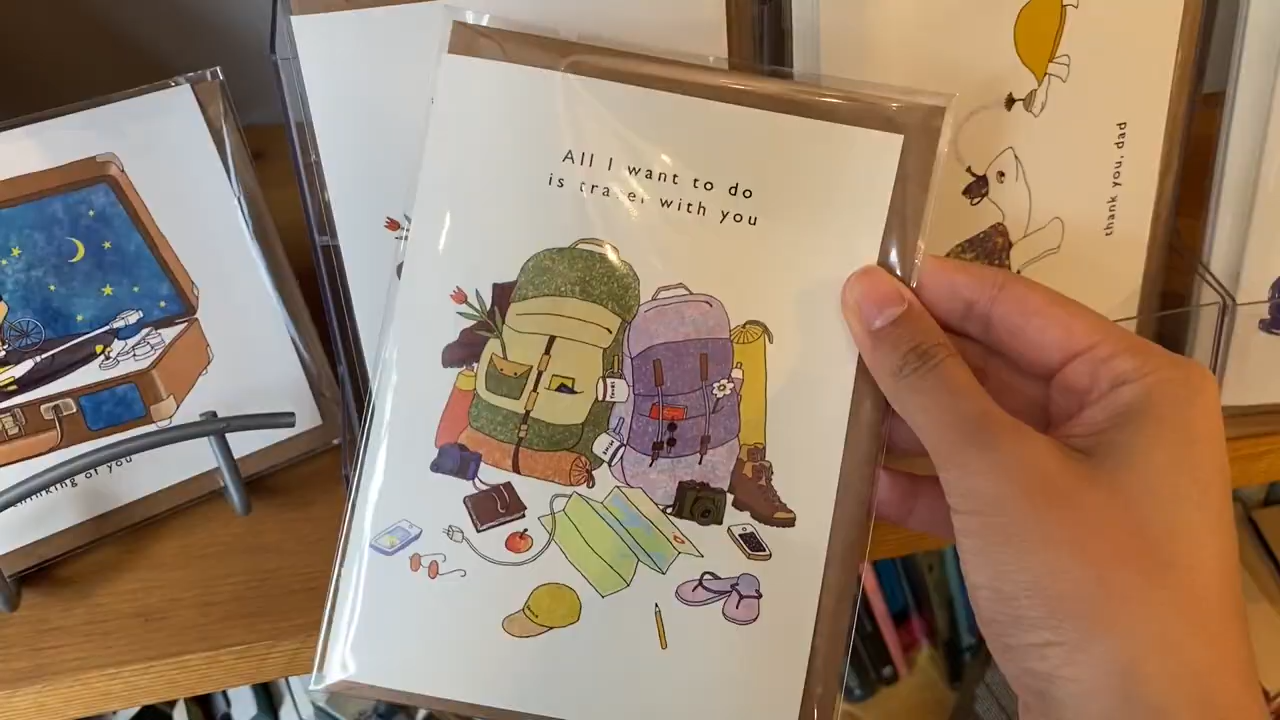 All I want to do
is travel with you
thank you, dad
thinking of you